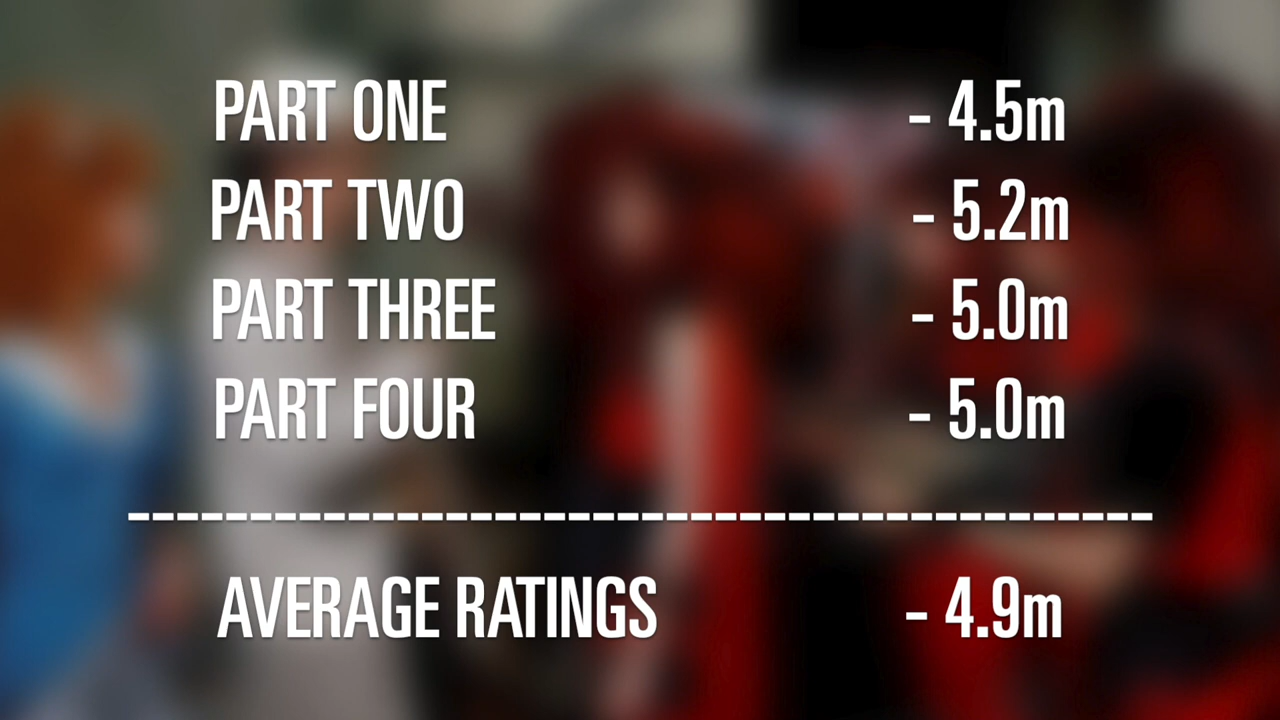 PART ONE - 4.5m
PART TWO - 5.2m
PART THREE - 5.0m
PART FOUR - 5.0m
------------------------------------------
AVERAGE RATINGS - 4.9m